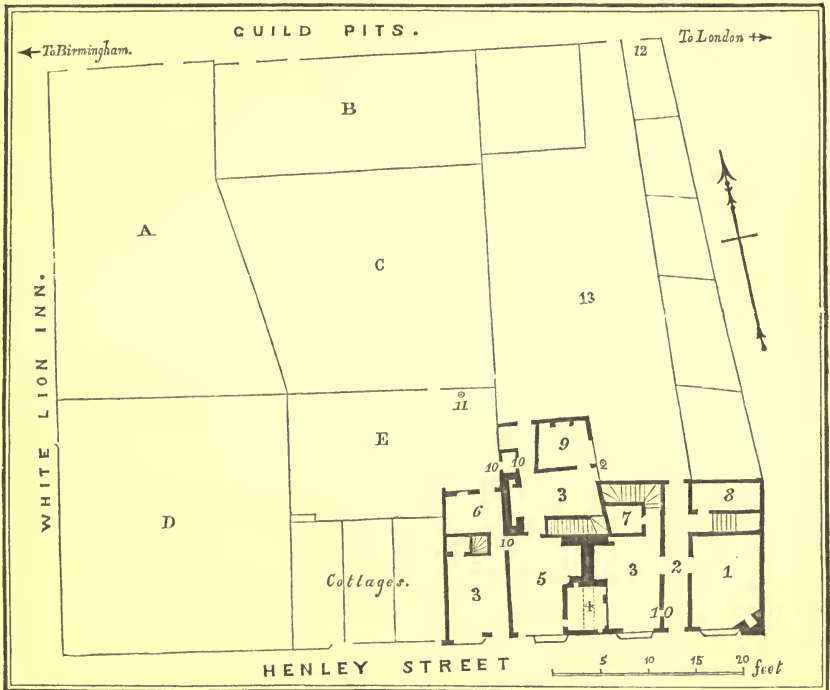 GUILD PITS.
To Birmingham.
To London
12
B
A
C
13
WHITE LION INN.
11
E
9
10 10
2
3
6
7
8
D
10
Cottages.
3
5
4
3
2
1
10
HENLEY STREET
5 10 15 20 feet